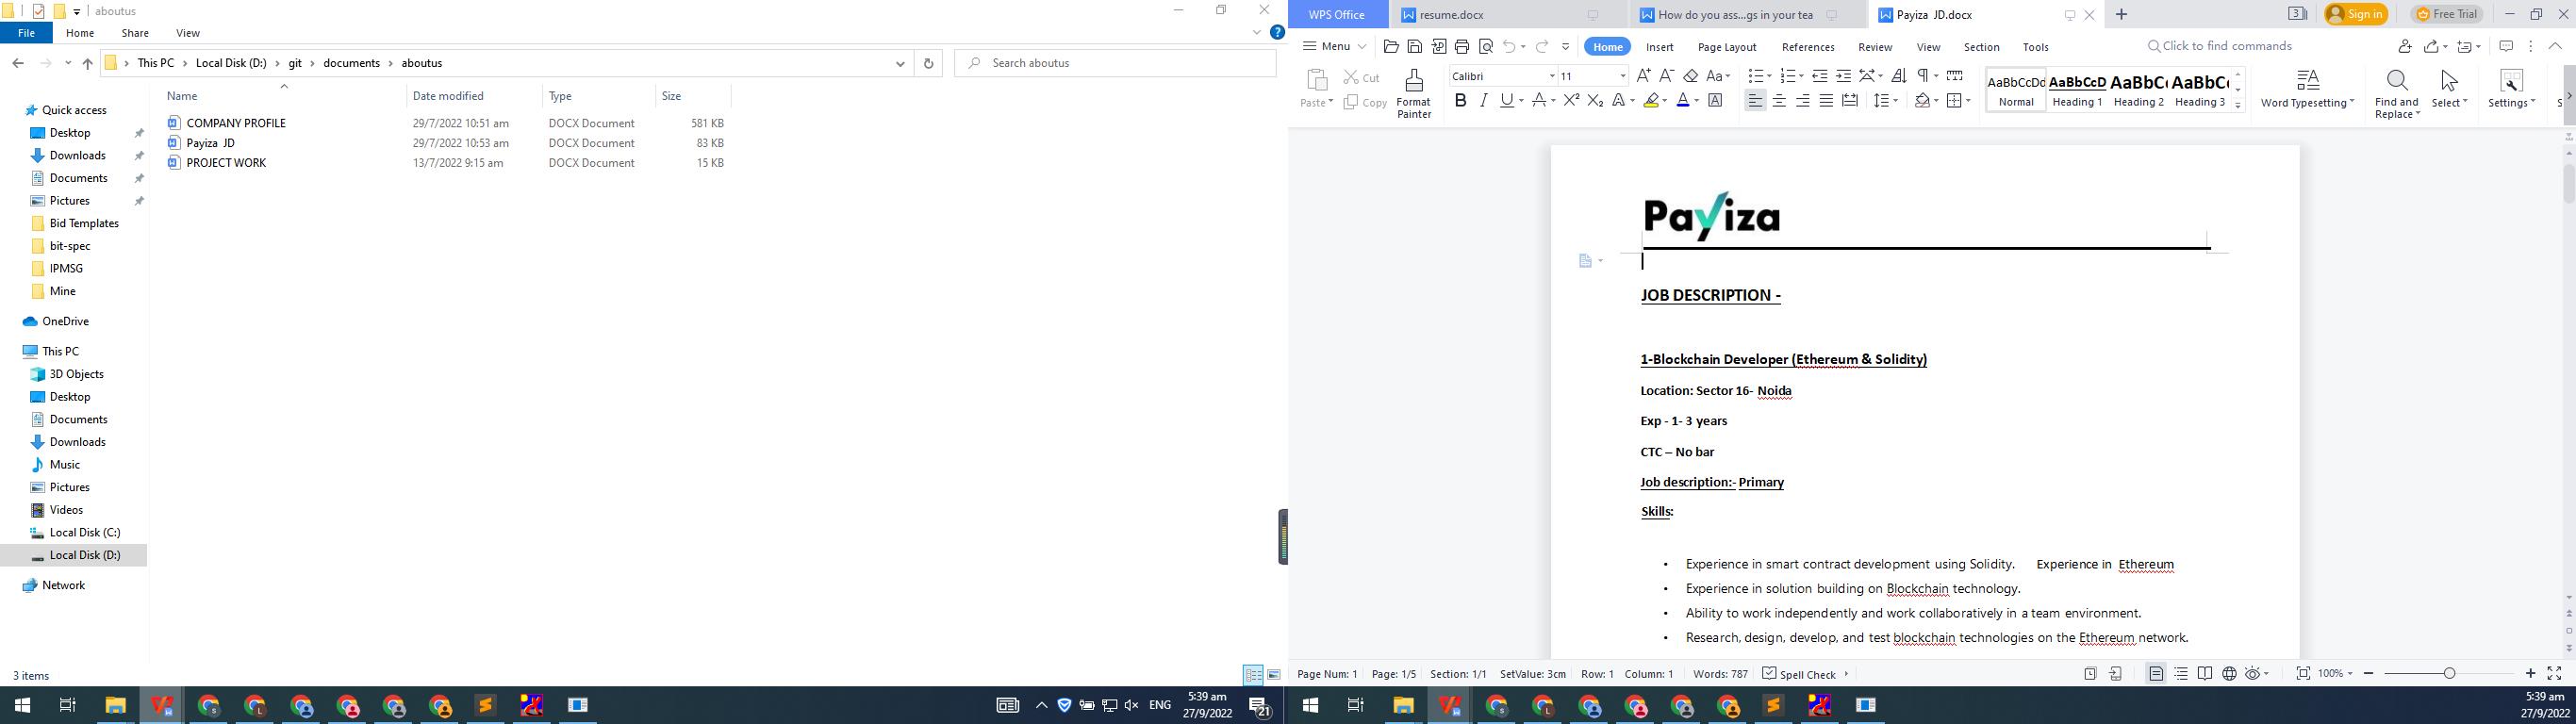 aboutus
File Home Share View
This PC Local Disk (D:) git documents aboutus
Search aboutus
Name Date modified Type Size
COMPANY PROFILE 29/7/2022 10:51 am DOCX Document 581 KB
Payiza JD 29/7/2022 10:53 am DOCX Document 83 KB
PROJECT WORK 13/7/2022 9:15 am DOCX Document 15 KB
Quick access
Desktop
Downloads
Documents
Pictures
Bid Templates
bit-spec
IPMSG
Mine
OneDrive
This PC
3D Objects
Desktop
Documents
Downloads
Music
Pictures
Videos
Local Disk (C:)
Local Disk (D:)
Network
3 items
ENG
5:39 am
27/9/2022
21
WPS Office resume.docx How do you ass...gs in your tea Payiza JD.docx 3 Sign in Free Trial
Menu Home Insert Page Layout References Review View Section Tools Click to find commands
Paste Cut Copy Format Painter
Calibri 11
AaBbCcDd AaBbCcD AaBbC AaBbC
Normal Heading 1 Heading 2 Heading 3
Word Typesetting Find and Replace Select Settings
Payiza
JOB DESCRIPTION -
1-Blockchain Developer (Ethereum & Solidity)
Location: Sector 16- Noida
Exp - 1- 3 years
CTC – No bar
Job description:- Primary
Skills:
• Experience in smart contract development using Solidity. Experience in Ethereum
• Experience in solution building on Blockchain technology.
• Ability to work independently and work collaboratively in a team environment.
• Research, design, develop, and test blockchain technologies on the Ethereum network.
Page Num: 1 Page: 1/5 Section: 1/1 SetValue: 3cm Row: 1 Column: 1 Words: 787 Spell Check 100%
5:39 am
27/9/2022